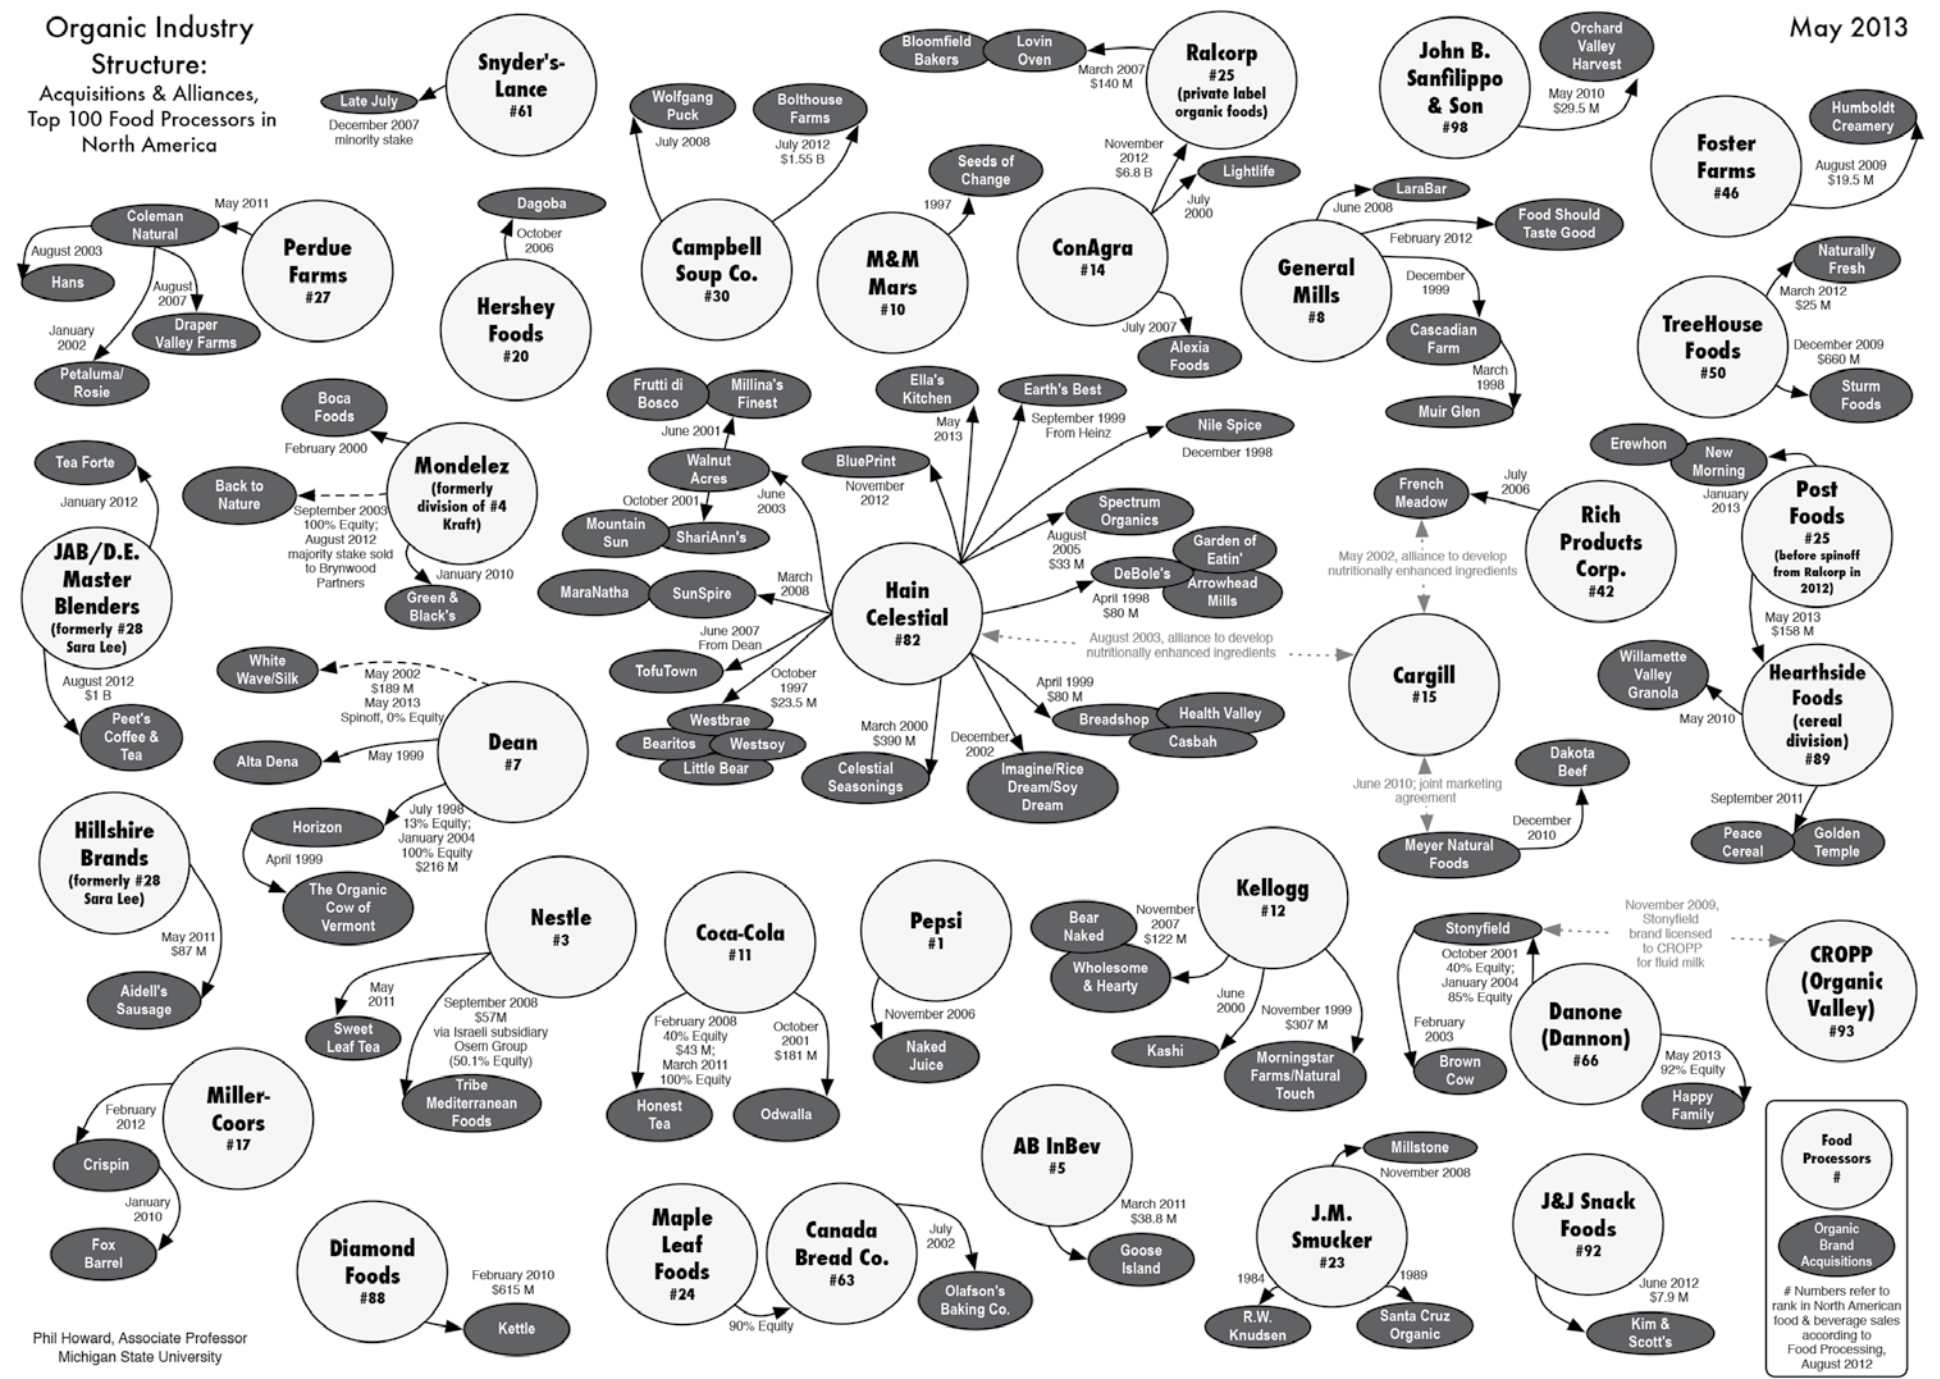 Organic Industry
Structure:
Acquisitions & Alliances,
Top 100 Food Processors in
North America
May 2013
Snyder's-
Lance
#61
Late July
December 2007
minority stake
Wolfgang
Puck
July 2008
Bolthouse
Farms
July 2012
$1.55 B
Campbell
Soup Co.
#30
Bloomfield
Bakers
Lovin
Oven
March 2007
$140 M
Ralcorp
#25
(private label
organic foods)
November
2012
$6.8 B
Lightlife
July
2000
ConAgra
#14
July 2007
Alexia
Foods
Seeds of
Change
1997
M&M
Mars
#10
John B.
Sanfilippo
& Son
#98
Orchard
Valley
Harvest
May 2010
$29.5 M
Foster
Farms
#46
Humboldt
Creamery
August 2009
$19.5 M
LaraBar
June 2008
Food Should
Taste Good
February 2012
General
Mills
#8
December
1999
Cascadian
Farm
March
1998
Muir Glen
Naturally
Fresh
March 2012
$25 M
TreeHouse
Foods
#50
December 2009
$660 M
Sturm
Foods
Coleman
Natural
May 2011
Perdue
Farms
#27
August 2003
Hans
August
2007
Draper
Valley Farms
January
2002
Petaluma/
Rosie
Dagoba
October
2006
Hershey
Foods
#20
Boca
Foods
February 2000
Mondelez
(formerly
division of #4
Kraft)
Back to
Nature
September 2003
100% Equity;
August 2012
majority stake sold
to Brynwood
Partners
January 2010
Green &
Black's
Tea Forte
January 2012
JAB/D.E.
Master
Blenders
(formerly #28
Sara Lee)
August 2012
$1 B
Peet's
Coffee &
Tea
Frutti di
Bosco
Millina's
Finest
June 2001
Walnut
Acres
October 2001
Mountain
Sun
ShariAnn's
June
2003
BluePrint
November
2012
Ella's
Kitchen
May
2013
Earth's Best
September 1999
From Heinz
Nile Spice
December 1998
Spectrum
Organics
August
2005
$33 M
Garden of
Eatin'
DeBole's
Arrowhead
Mills
April 1998
$80 M
Hain
Celestial
#82
MaraNatha
SunSpire
March
2008
June 2007
From Dean
TofuTown
October
1997
$23.5 M
Westbrae
Bearitos
Westsoy
Little Bear
March 2000
$390 M
Celestial
Seasonings
December
2002
Imagine/Rice
Dream/Soy
Dream
April 1999
$80 M
Breadshop
Health Valley
Casbah
August 2003, alliance to develop
nutritionally enhanced ingredients
Cargill
#15
May 2002, alliance to develop
nutritionally enhanced ingredients
French
Meadow
July
2006
Rich
Products
Corp.
#42
June 2010; joint marketing
agreement
Meyer Natural
Foods
December
2010
Dakota
Beef
Erewhon
New
Morning
January
2013
Post
Foods
#25
(before spinoff
from Ralcorp in
2012)
May 2013
$158 M
Hearthside
Foods
(cereal
division)
#89
Willamette
Valley
Granola
May 2010
September 2011
Peace
Cereal
Golden
Temple
White
Wave/Silk
May 2002
$189 M
May 2013
Spinoff, 0% Equity
Dean
#7
Alta Dena
May 1999
Horizon
July 1998
13% Equity;
January 2004
100% Equity
$216 M
April 1999
The Organic
Cow of
Vermont
Hillshire
Brands
(formerly #28
Sara Lee)
May 2011
$87 M
Aidell's
Sausage
Nestle
#3
May
2011
Sweet
Leaf Tea
September 2008
$57M
via Israeli subsidiary
Osem Group
(50.1% Equity)
Tribe
Mediterranean
Foods
Coca-Cola
#11
February 2008
40% Equity
$43 M;
March 2011
100% Equity
Honest
Tea
October
2001
$181 M
Odwalla
Pepsi
#1
November 2006
Naked
Juice
Kellogg
#12
Bear
Naked
November
2007
$122 M
Wholesome
& Hearty
June
2000
Kashi
November 1999
$307 M
Morningstar
Farms/Natural
Touch
Stonyfield
November 2009,
Stonyfield
brand licensed
to CROPP
for fluid milk
CROPP
(Organic
Valley)
#93
October 2001
40% Equity;
January 2004
85% Equity
February
2003
Brown
Cow
Danone
(Dannon)
#66
May 2013
92% Equity
Happy
Family
Miller-
Coors
#17
February
2012
Crispin
January
2010
Fox
Barrel
Diamond
Foods
#88
February 2010
$615 M
Kettle
Maple
Leaf
Foods
#24
90% Equity
Canada
Bread Co.
#63
July
2002
Olafson's
Baking Co.
AB InBev
#5
March 2011
$38.8 M
Goose
Island
Millstone
November 2008
J.M.
Smucker
#23
1984
R.W.
Knudsen
1989
Santa Cruz
Organic
J&J Snack
Foods
#92
June 2012
$7.9 M
Kim &
Scott's
Food
Processors
#
Organic
Brand
Acquisitions
# Numbers refer to
rank in North American
food & beverage sales
according to
Food Processing,
August 2012
Phil Howard, Associate Professor
Michigan State University